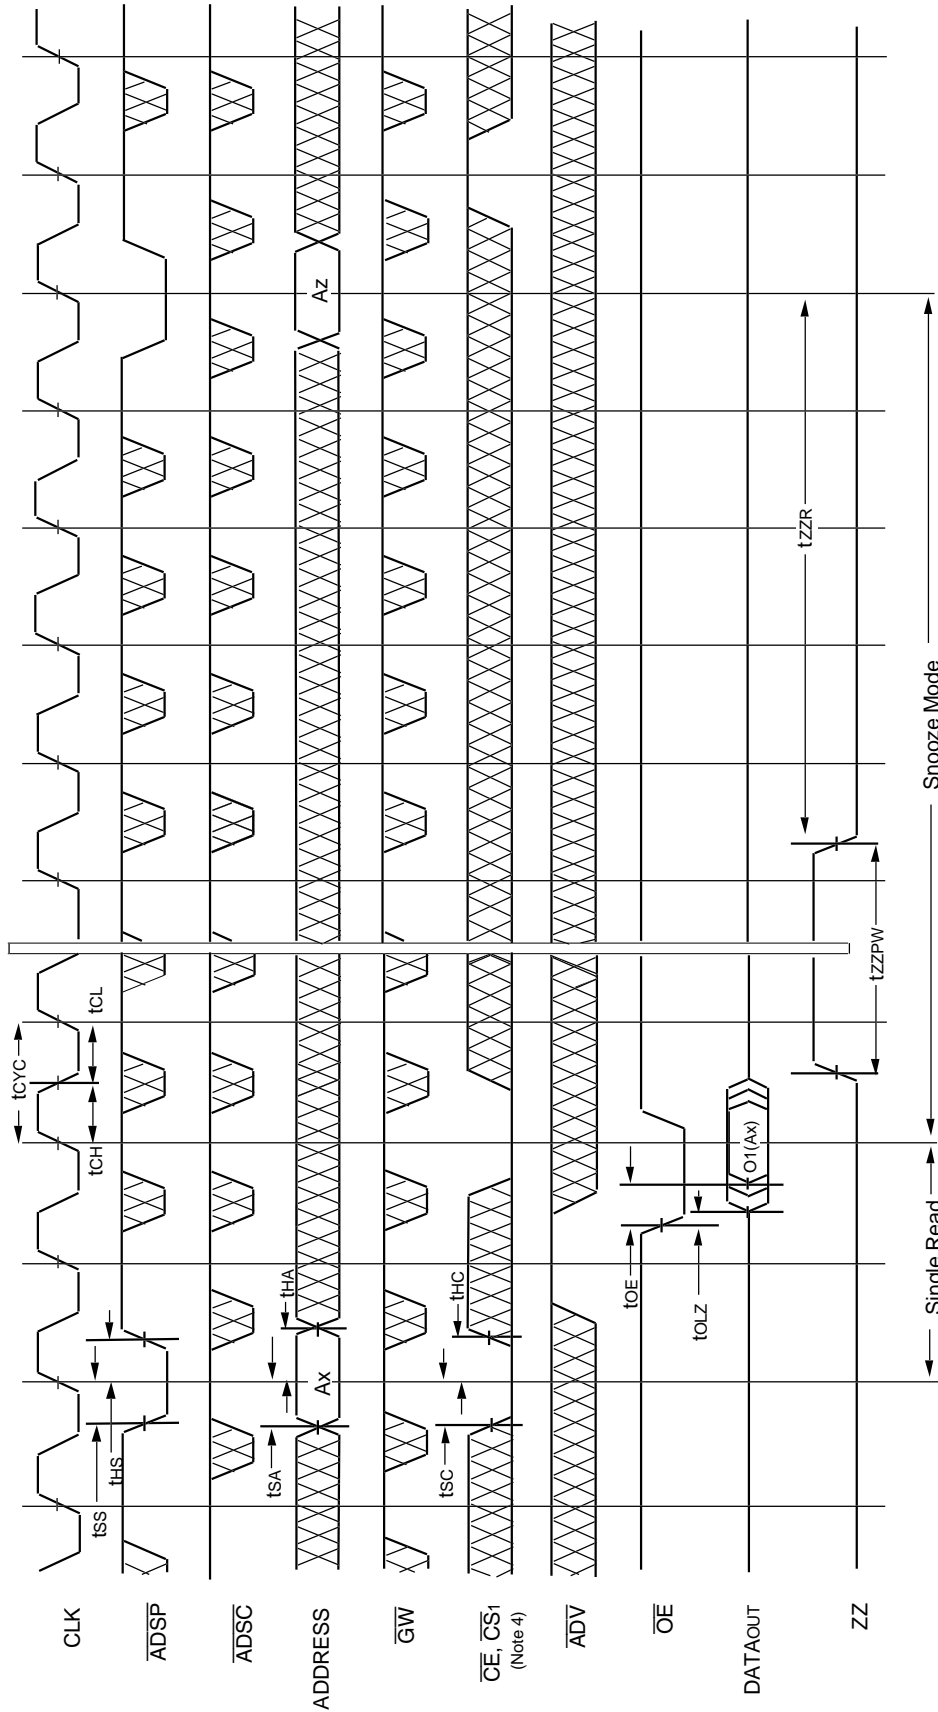 CLK
ADSP
ADSC
ADDRESS
GW
CE, CS1
(Note 4)
ADV
OE
DATAOUT
ZZ
tCYC
tCH
tCL
tSS
tHS
tSA
tHA
Ax
Az
tSC
tHC
tOE
tOLZ
O1(Ax)
tZZPW
tZZR
Single Read
Snooze Mode